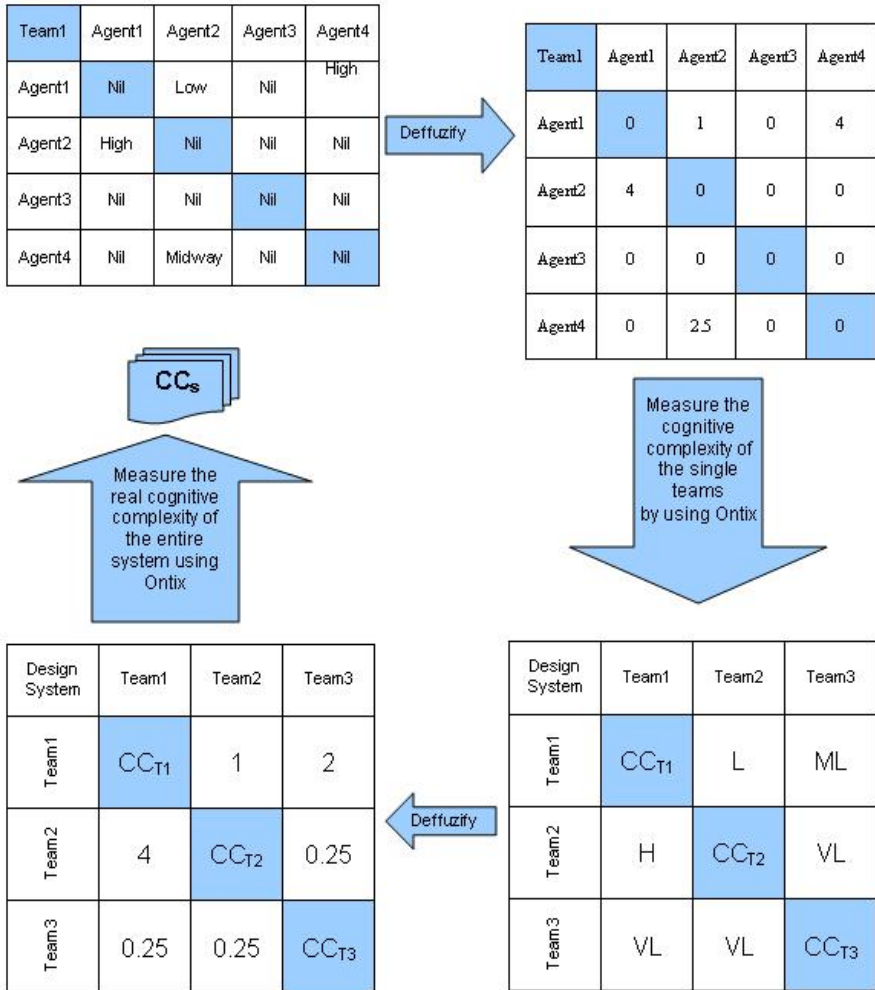 Team1 Agent1 Agent2 Agent3 Agent4
Agent1 Nil Low Nil High
Agent2 High Nil Nil Nil
Agent3 Nil Nil Nil Nil
Agent4 Nil Midway Nil Nil
Deffuzify
Team1 Agent1 Agent2 Agent3 Agent4
Agent1 0 1 0 4
Agent2 4 0 0 0
Agent3 0 0 0 0
Agent4 0 2.5 0 0
CCs
Measure the
real cognitive
complexity of
the entire
system using
Ontix
Measure the
cognitive
complexity of
the single
teams
by using Ontix
Design
System Team1 Team2 Team3
Team1 CCT1 1 2
Team2 4 CCT2 0.25
Team3 0.25 0.25 CCT3
Deffuzify
Design
System Team1 Team2 Team3
Team1 CCT1 L ML
Team2 H CCT2 VL
Team3 VL VL CCT3